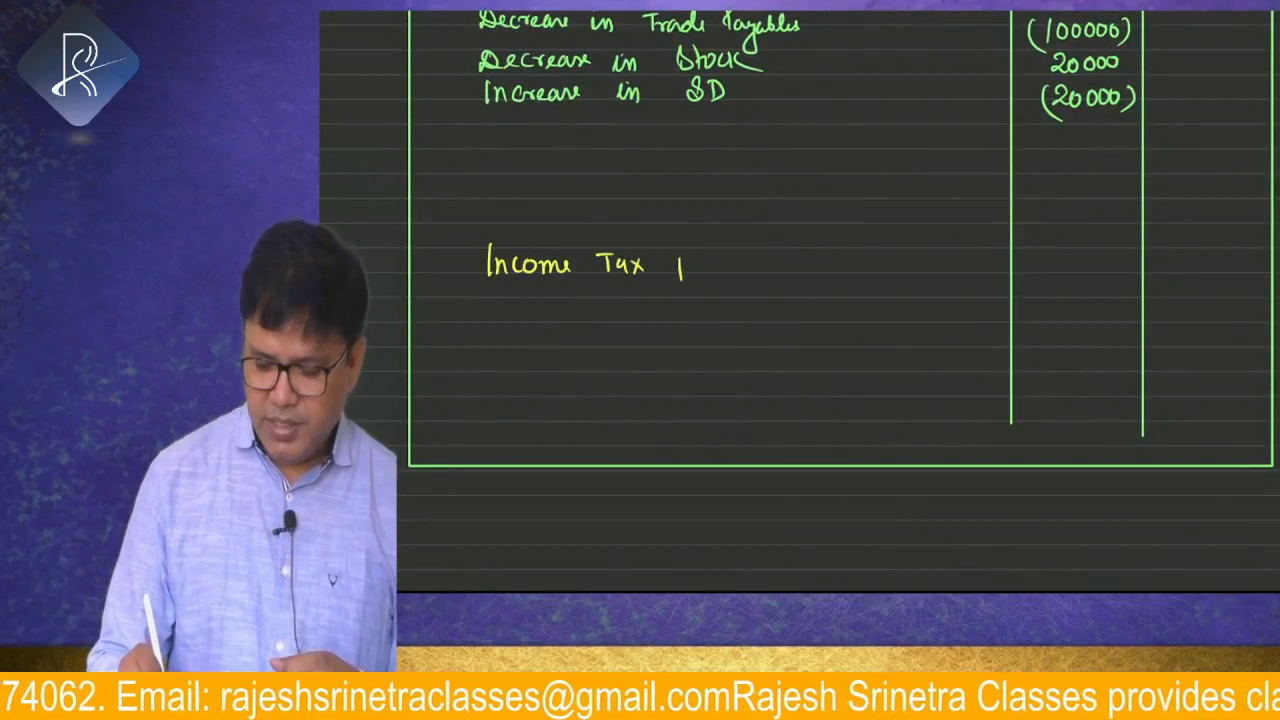 Decrease in Trade Payables (100000)
Decrease in Stock 20000
Increase in SD (20000)
Income Tax
74062. Email: rajeshsrinetraclasses@gmail.comRajesh Srinetra Classes provides cla